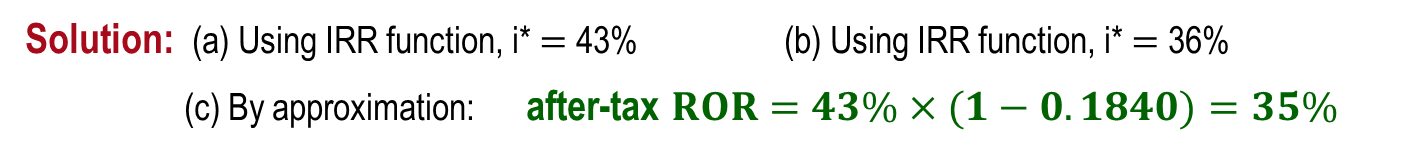 Solution: (a) Using IRR function, i* = 43% (b) Using IRR function, i* = 36%
(c) By approximation: after-tax ROR = 43% × (1 − 0.1840) = 35%